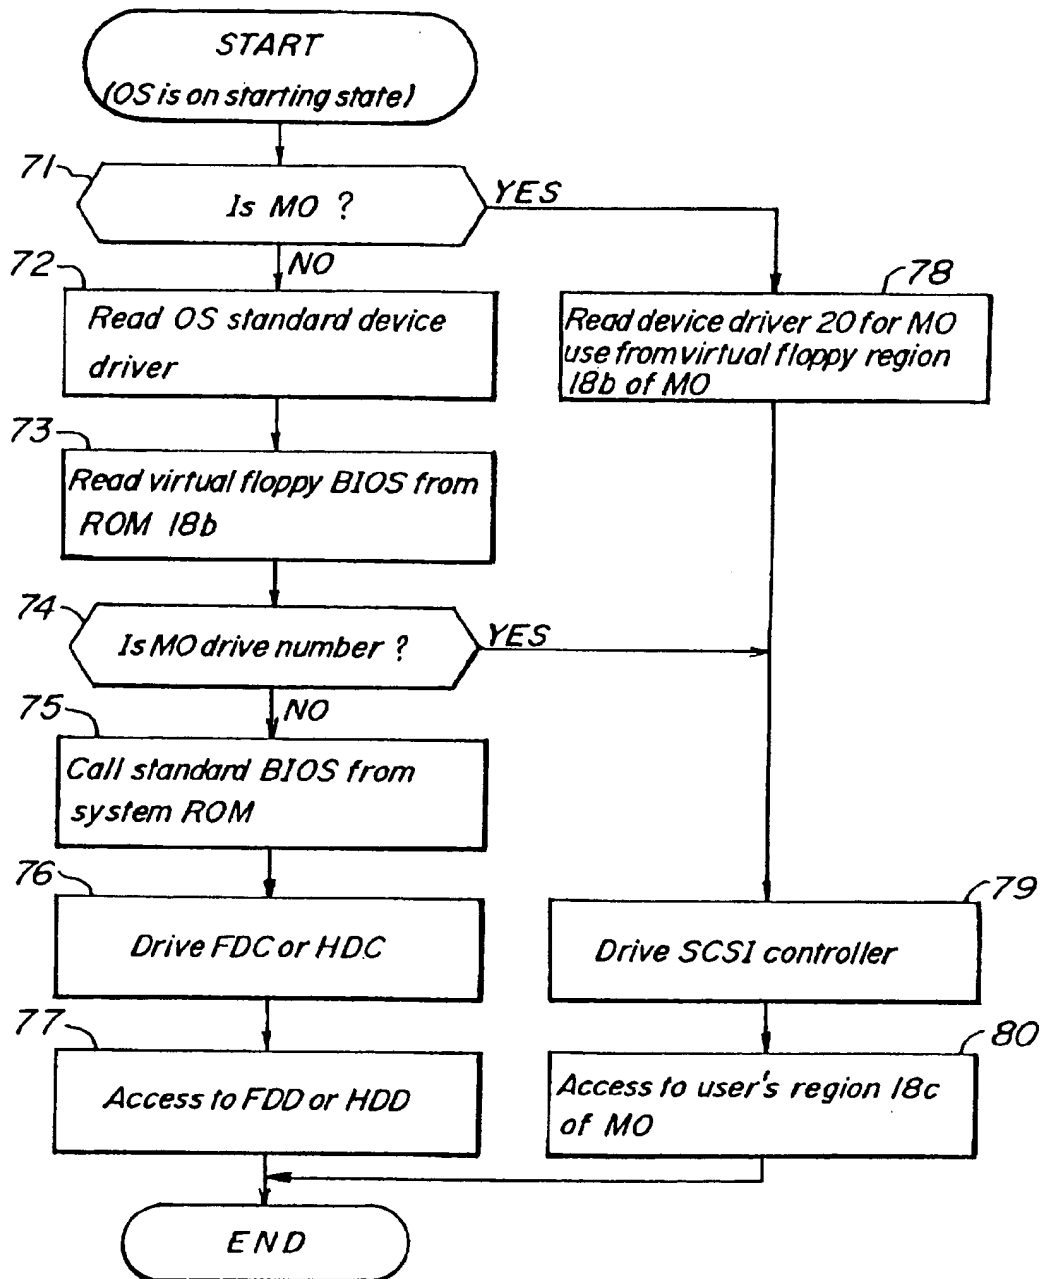 START
(OS is on starting state)
71
Is MO ?
YES
NO
72
Read OS standard device
driver
78
Read device driver 20 for MO
use from virtual floppy region
18b of MO
73
Read virtual floppy BIOS from
ROM 18b
74
Is MO drive number ?
YES
NO
75
Call standard BIOS from
system ROM
76
Drive FDC or HDC
79
Drive SCSI controller
77
Access to FDD or HDD
80
Access to user's region 18c
of MO
END